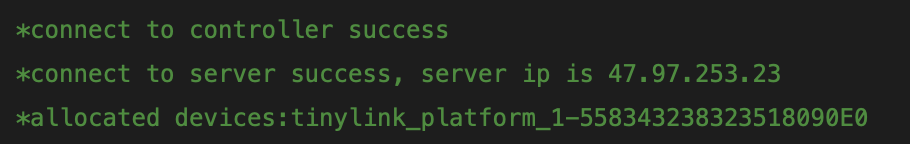 *connect to controller success
*connect to server success, server ip is 47.97.253.23
*allocated devices:tinylink_platform_1-558343238323518090E0